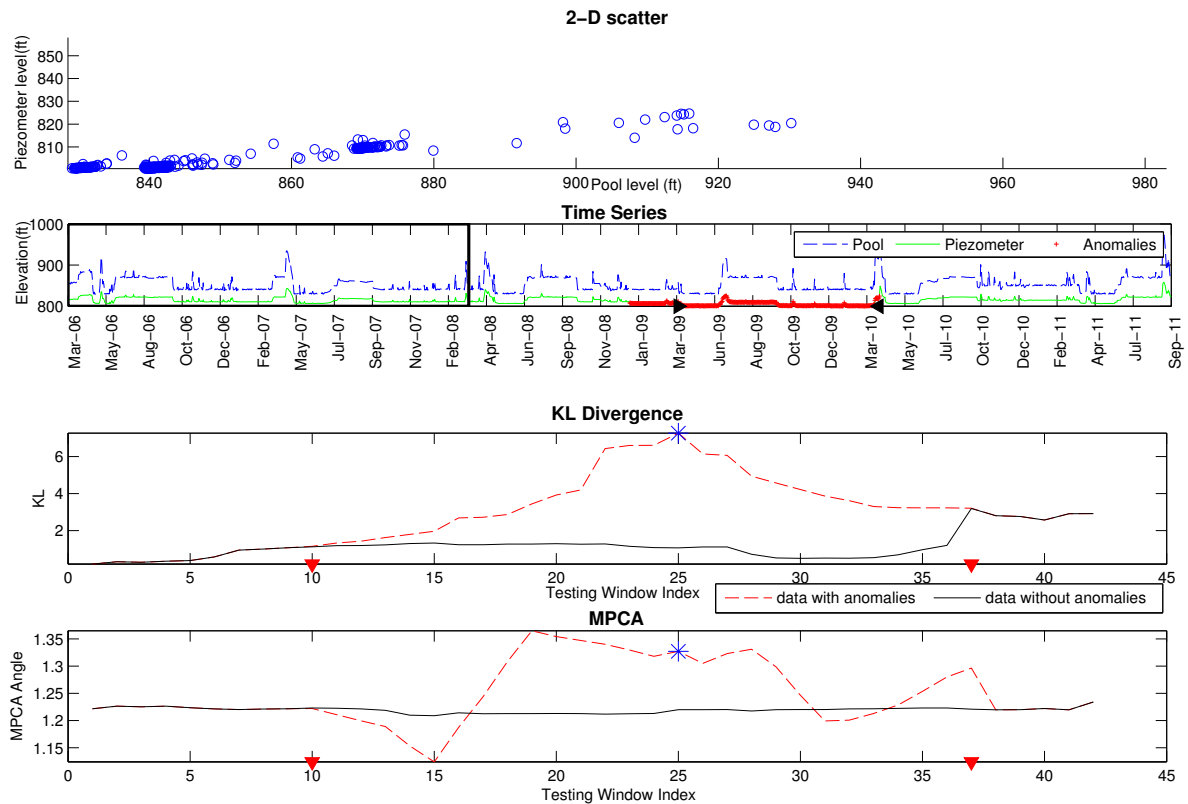 2−D scatter
Piezometer level(ft)
850
840
830
820
810
840
860
880
900
920
940
960
980
Pool level (ft)
Time Series
Elevation(ft)
1000
900
800
Pool
Piezometer
Anomalies
Mar−06
May−06
Aug−06
Oct−06
Dec−06
Feb−07
May−07
Jul−07
Sep−07
Dec−07
Feb−08
Apr−08
Jun−08
Sep−08
Nov−08
Jan−09
Mar−09
Jun−09
Aug−09
Oct−09
Dec−09
Mar−10
May−10
Jul−10
Oct−10
Dec−10
Feb−11
Apr−11
Jul−11
Sep−11
KL Divergence
KL
6
4
2
0
5
10
15
20
25
30
35
40
45
Testing Window Index
data with anomalies
data without anomalies
MPCA
MPCA Angle
1.35
1.3
1.25
1.2
1.15
0
5
10
15
20
25
30
35
40
45
Testing Window Index